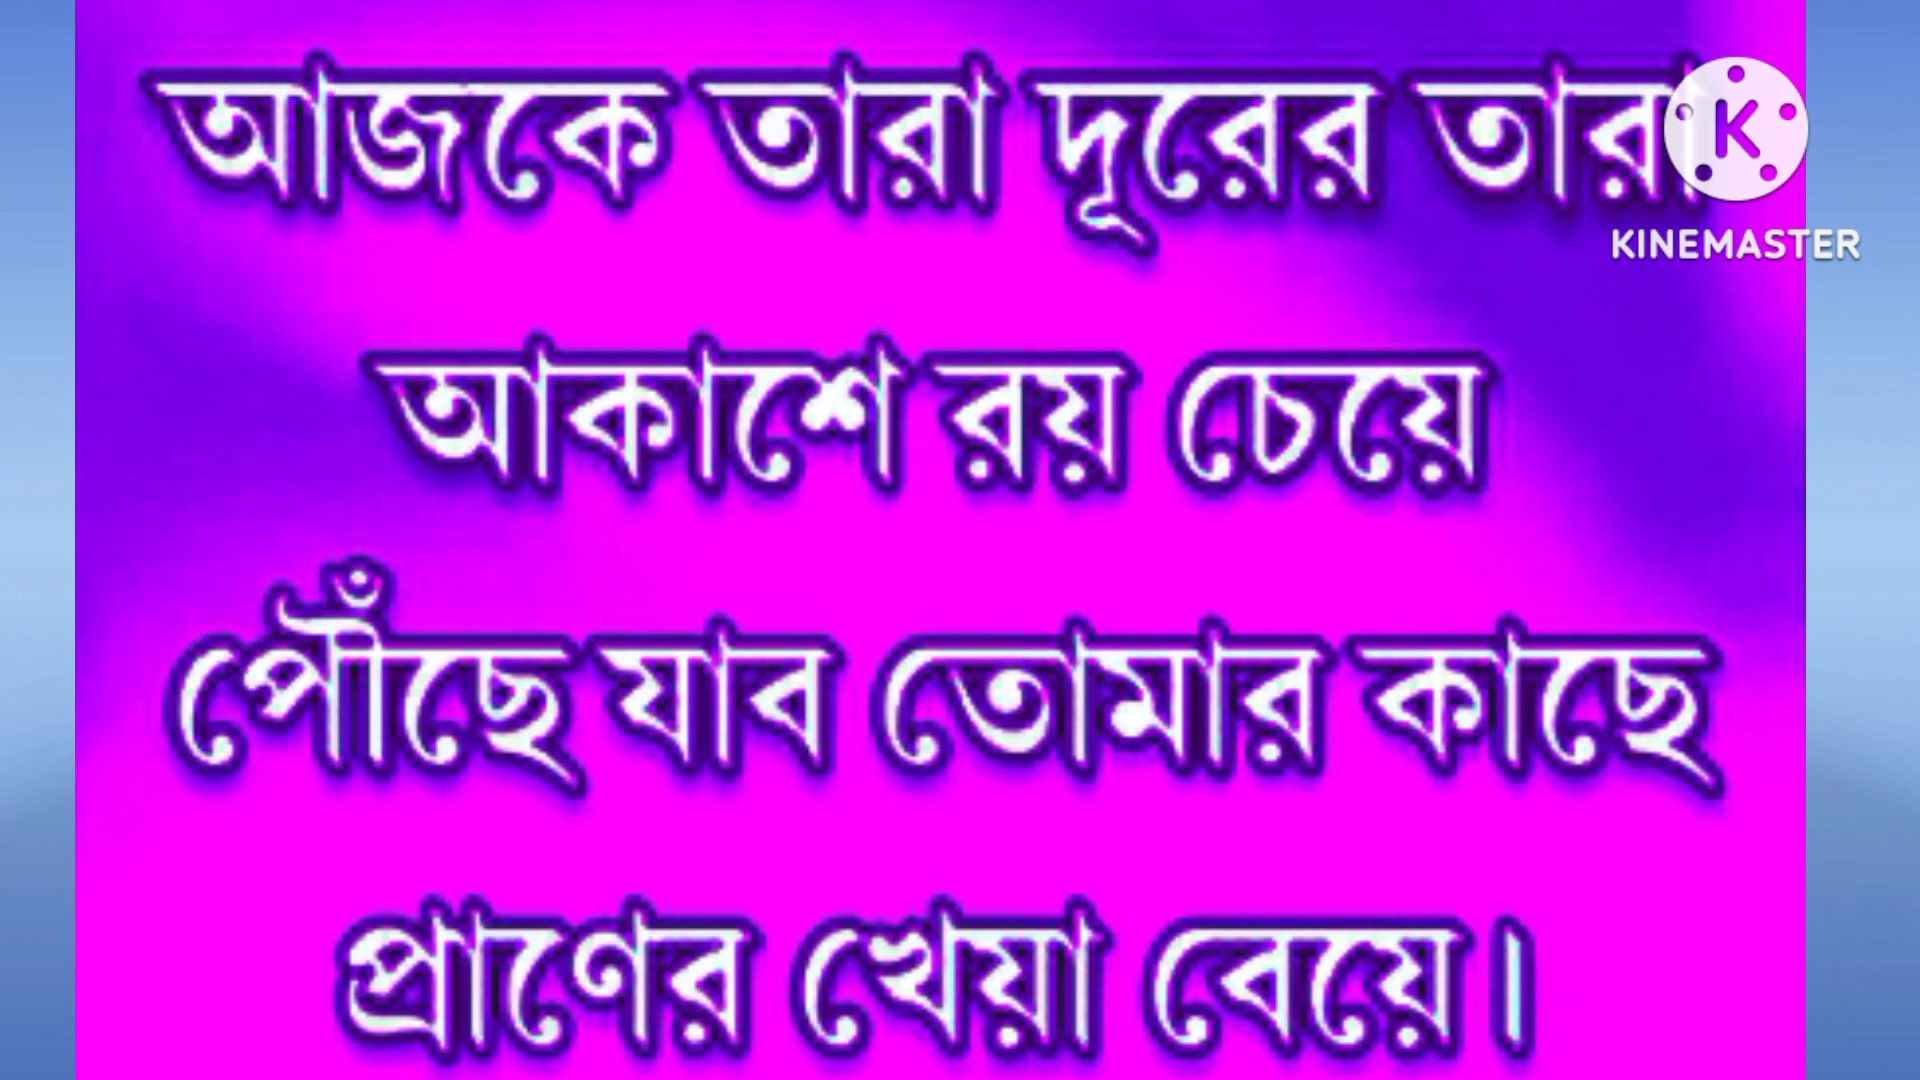 আজকে তারা দূরের তারা
আকাশে রয় চেয়ে
পৌঁছে যাব তোমার কাছে
প্রাণের খেয়া বেয়ে।
K
KINEMASTER